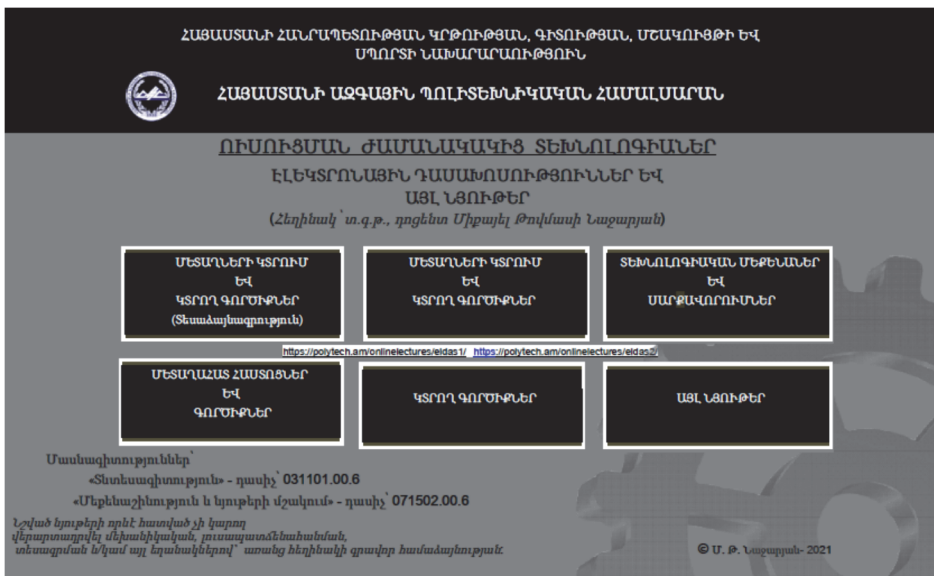 ՀԱՅԱՍՏԱՆԻ ՀԱՆՐԱՊԵՏՈՒԹՅԱՆ ԿՐԹՈՒԹՅԱՆ, ԳԻՏՈՒԹՅԱՆ, ՄՇԱԿՈՒՅԹԻ ԵՎ
ՍՊՈՐՏԻ ՆԱԽԱՐԱՐԱՈՒԹՅՈՒՆ
ՀԱՅԱՍՏԱՆԻ ԱԶԳԱՅԻՆ ՊՈԼԻՏԵԽՆԻԿԱԿԱՆ ՀԱՄԱԼՍԱՐԱՆ
ՈՒՍՈՒՑՄԱՆ ԺԱՄԱՆԱԿԱԿԻՑ ՏԵԽՆՈԼՈԳԻԱՆԵՐ
ԷԼԵԿՏՐՈՆԱՅԻՆ ԴԱՍԱԽՈՍՈՒԹՅՈՒՆՆԵՐ ԵՎ
ԱՅԼ ՆՅՈՒԹԵՐ
(Հեղինակ՝ տ.գ.թ., դոցենտ Միքայել Թովմասի Նաջարյան)
ՄԵՏԱՂՆԵՐԻ ԿՏՐՈՒՄ
ԵՎ
ԿՏՐՈՂ ԳՈՐԾԻՔՆԵՐ
(Տեսաձայնագրություն)
ՄԵՏԱՂՆԵՐԻ ԿՏՐՈՒՄ
ԵՎ
ԿՏՐՈՂ ԳՈՐԾԻՔՆԵՐ
ՏԵԽՆՈԼՈԳԻԱԿԱՆ ՄԵՔԵՆԱՆԵՐ
ԵՎ
ՍԱՐՔԱՎՈՐՈՒՄՆԵՐ
https://polytech.am/onlinelectures/eldas1/ https://polytech.am/onlinelectures/eldas2/
ՄԵՏԱՂԱՀԱՏ ՀԱՍՏՈՑՆԵՐ
ԵՎ
ԳՈՐԾԻՔՆԵՐ
ԿՏՐՈՂ ԳՈՐԾԻՔՆԵՐ
ԱՅԼ ՆՅՈՒԹԵՐ
Մասնագիտություններ՝
«Տնտեսագիտություն» - դասիչ՝ 031101.00.6
«Մեքենաշինություն և նյութերի մշակում» - դասիչ՝ 071502.00.6
Նշված նյութերի որևէ հատված չի կարող
վերարտադրվել մեխանիկական, լուսապատճենահանման,
տեսագրման և/կամ այլ եղանակներով՝ առանց հեղինակի գրավոր համաձայնության:
© Մ. Թ. Նաջարյան- 2021